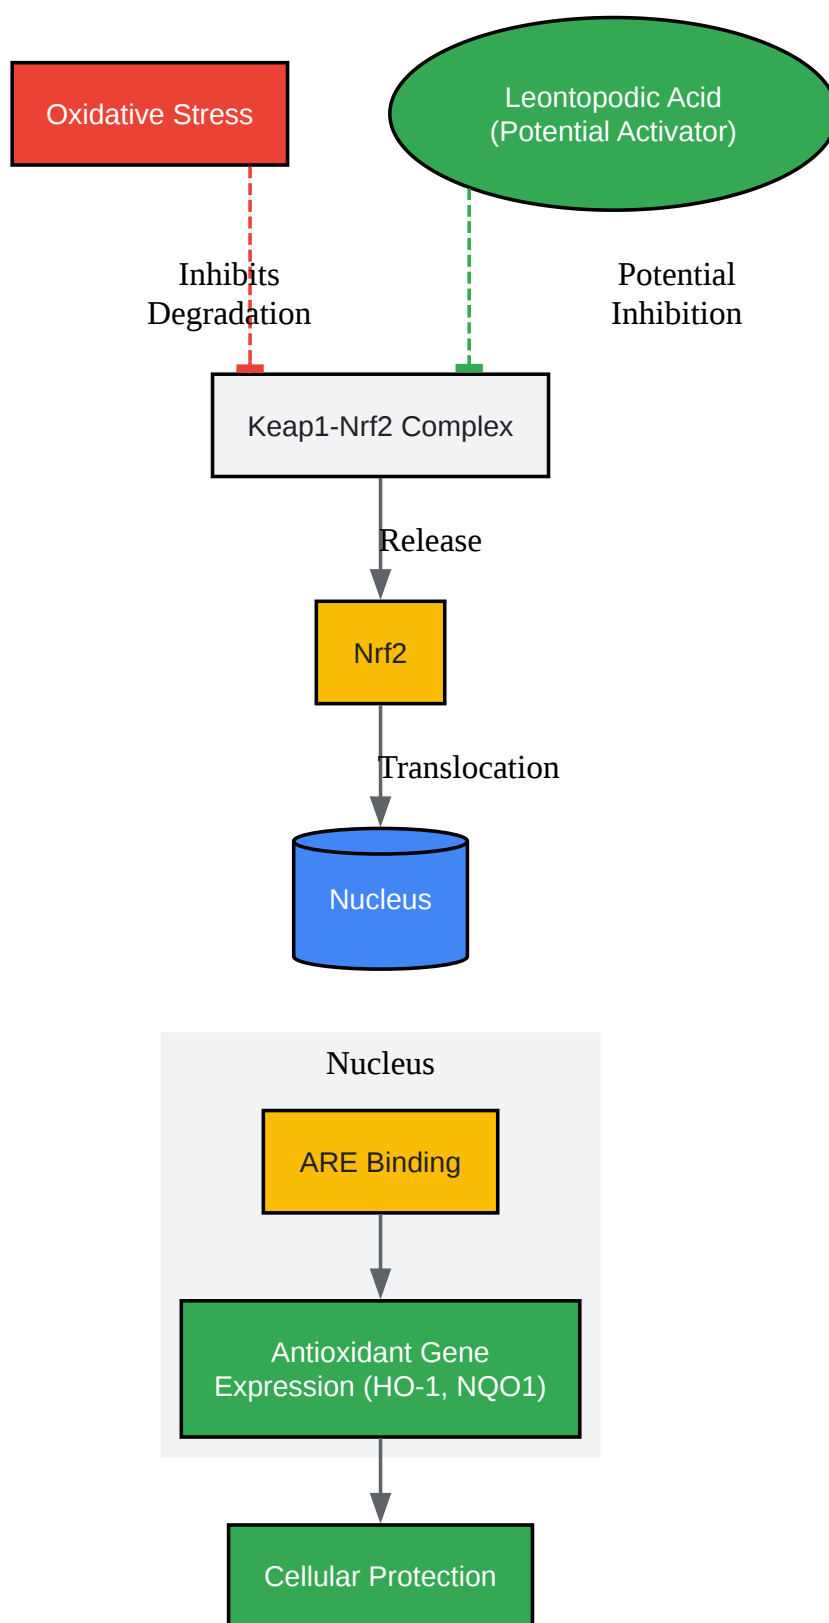 Oxidative Stress
Leontopodic Acid
(Potential Activator)
Inhibits
Degradation
Potential
Inhibition
Keap1-Nrf2 Complex
Release
Nrf2
Translocation
Nucleus
Nucleus
ARE Binding
Antioxidant Gene
Expression (HO-1, NQO1)
Cellular Protection